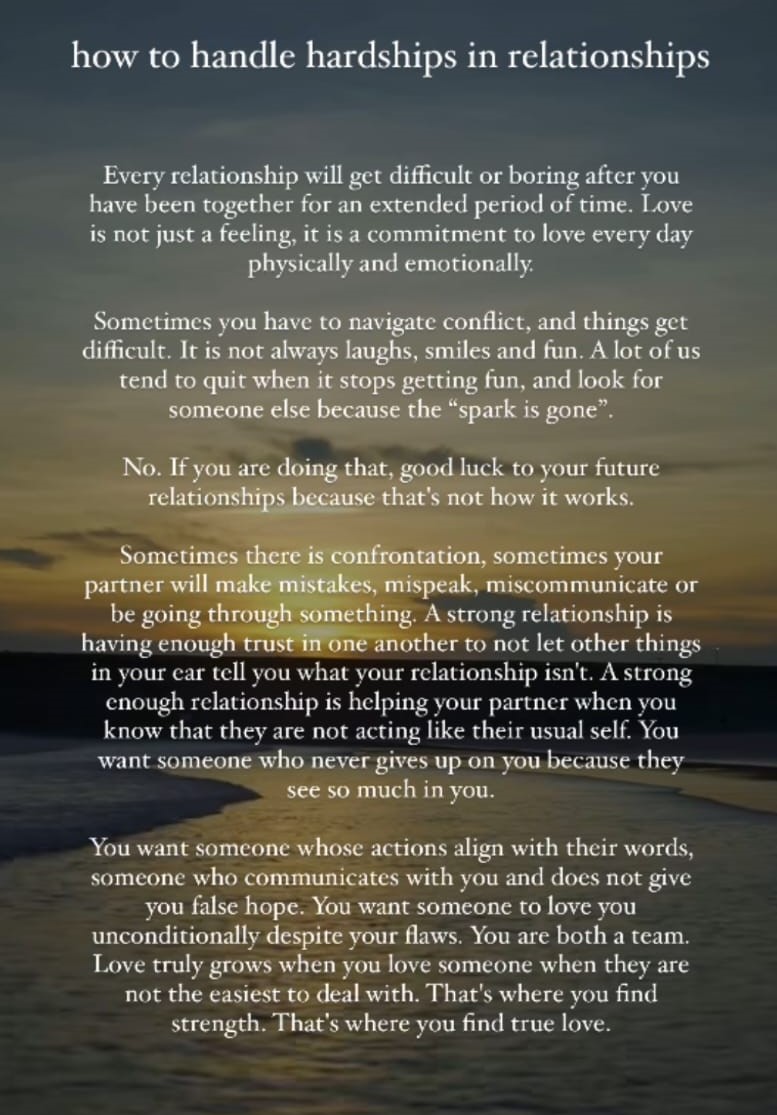 how to handle hardships in relationships
Every relationship will get difficult or boring after you
have been together for an extended period of time. Love
is not just a feeling, it is a commitment to love every day
physically and emotionally.
Sometimes you have to navigate conflict, and things get
difficult. It is not always laughs, smiles and fun. A lot of us
tend to quit when it stops getting fun, and look for
someone else because the “spark is gone”.
No. If you are doing that, good luck to your future
relationships because that's not how it works.
Sometimes there is confrontation, sometimes your
partner will make mistakes, mispeak, miscommunicate or
be going through something. A strong relationship is
having enough trust in one another to not let other things
in your ear tell you what your relationship isn't. A strong
enough relationship is helping your partner when you
know that they are not acting like their usual self. You
want someone who never gives up on you because they
see so much in you.
You want someone whose actions align with their words,
someone who communicates with you and does not give
you false hope. You want someone to love you
unconditionally despite your flaws. You are both a team.
Love truly grows when you love someone when they are
not the easiest to deal with. That's where you find
strength. That's where you find true love.